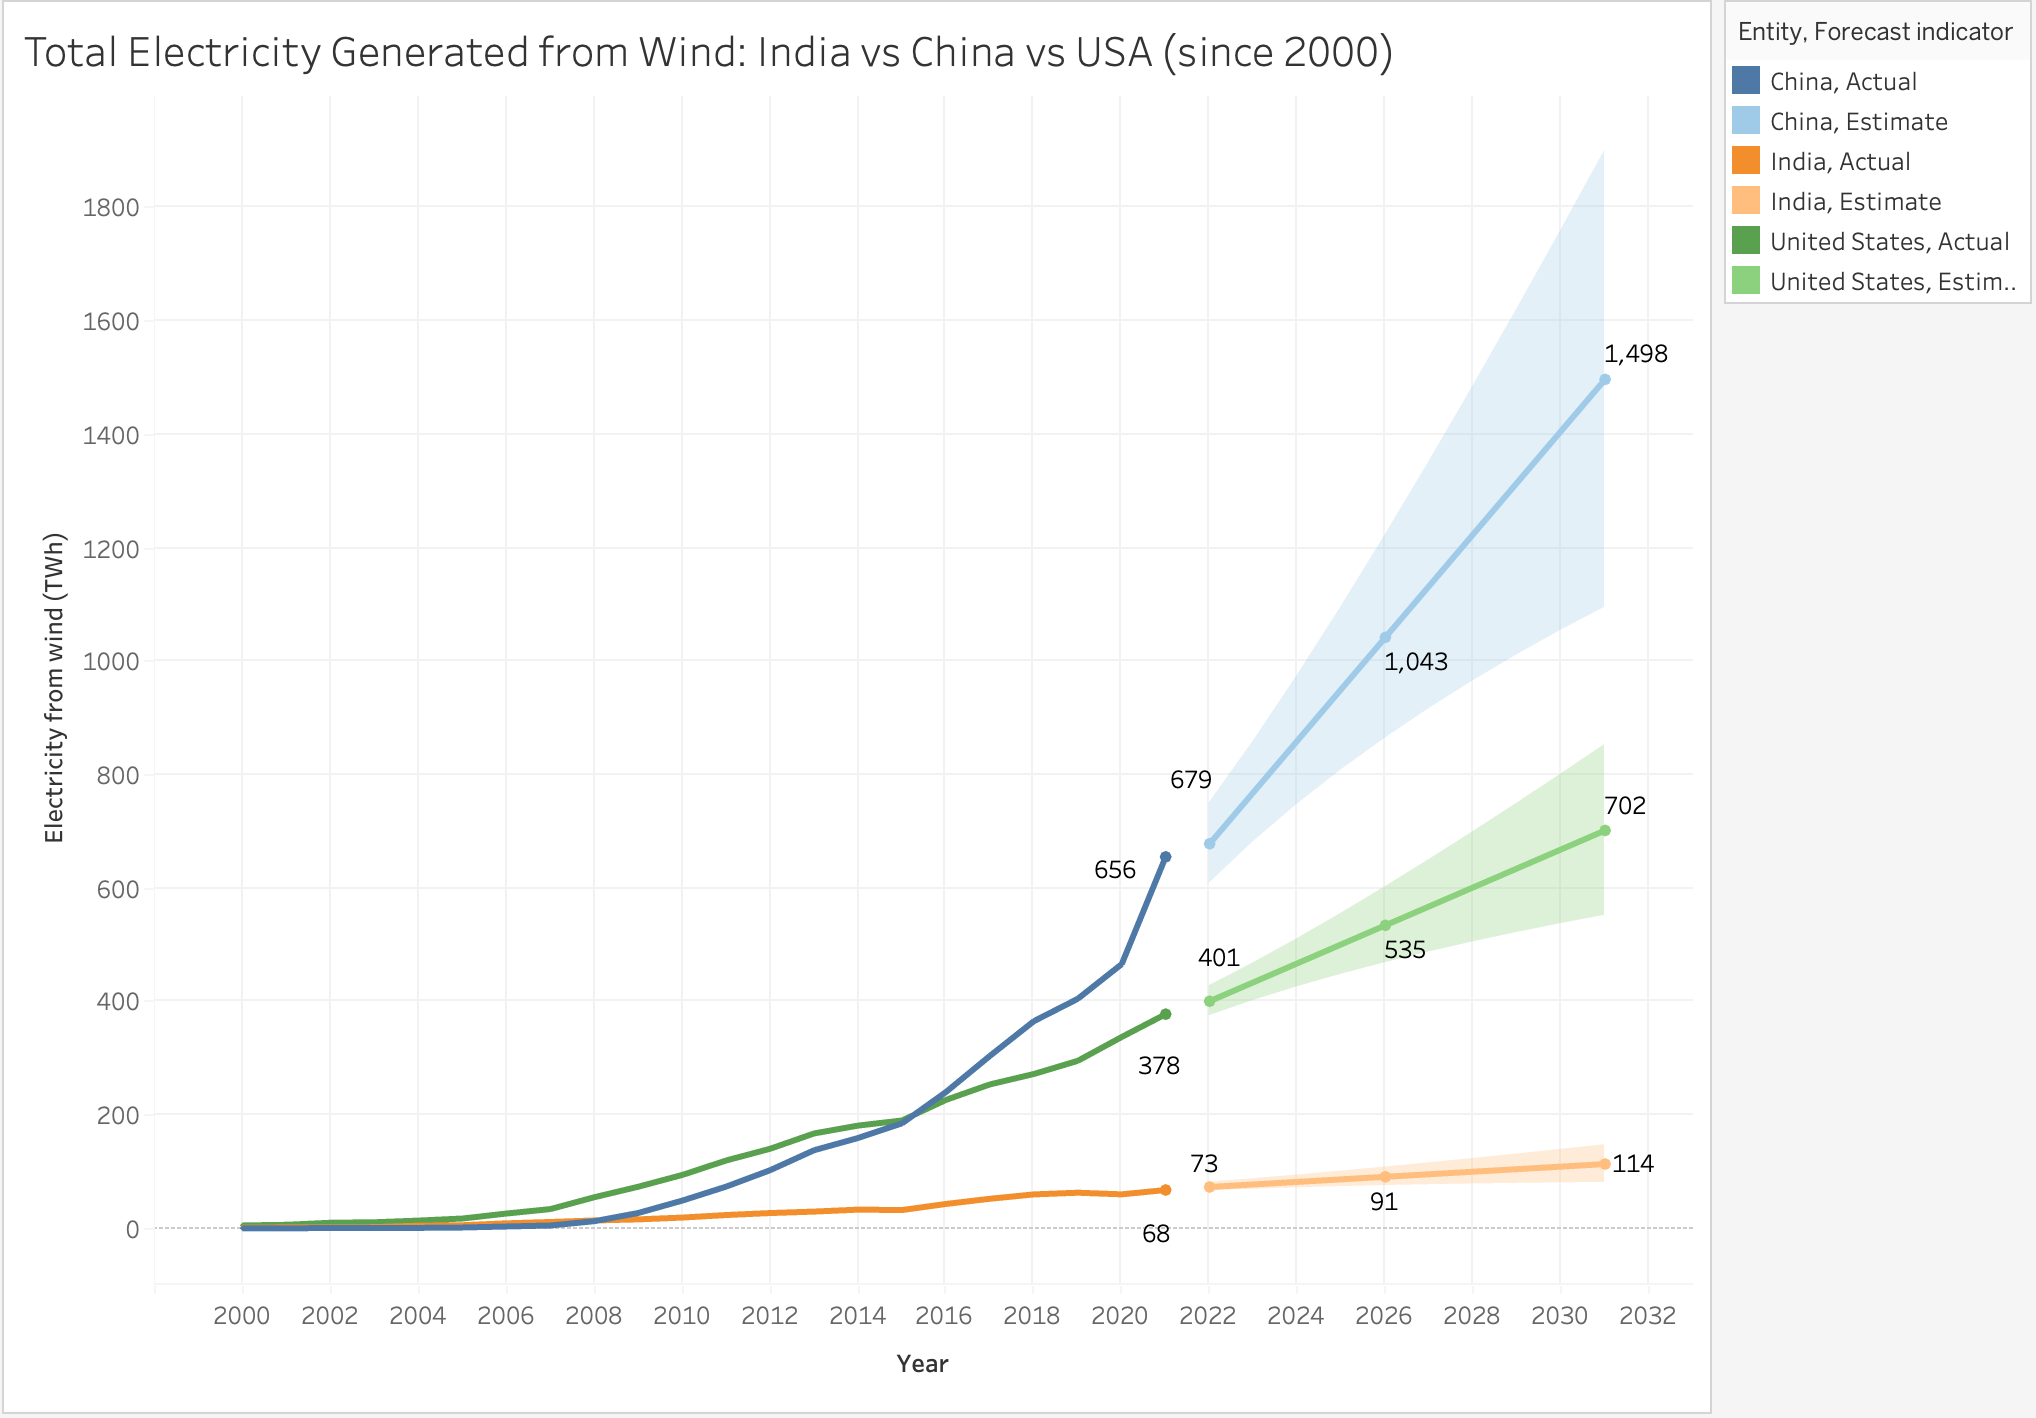 Total Electricity Generated from Wind: India vs China vs USA (since 2000)
Entity, Forecast indicator
China, Actual
China, Estimate
India, Actual
India, Estimate
United States, Actual
United States, Estim..
Electricity from wind (TWh)
1800
1600
1400
1200
1000
800
600
400
200
0
1,498
1,043
679
702
656
401
535
378
73
114
91
68
2000 2002 2004 2006 2008 2010 2012 2014 2016 2018 2020 2022 2024 2026 2028 2030 2032
Year